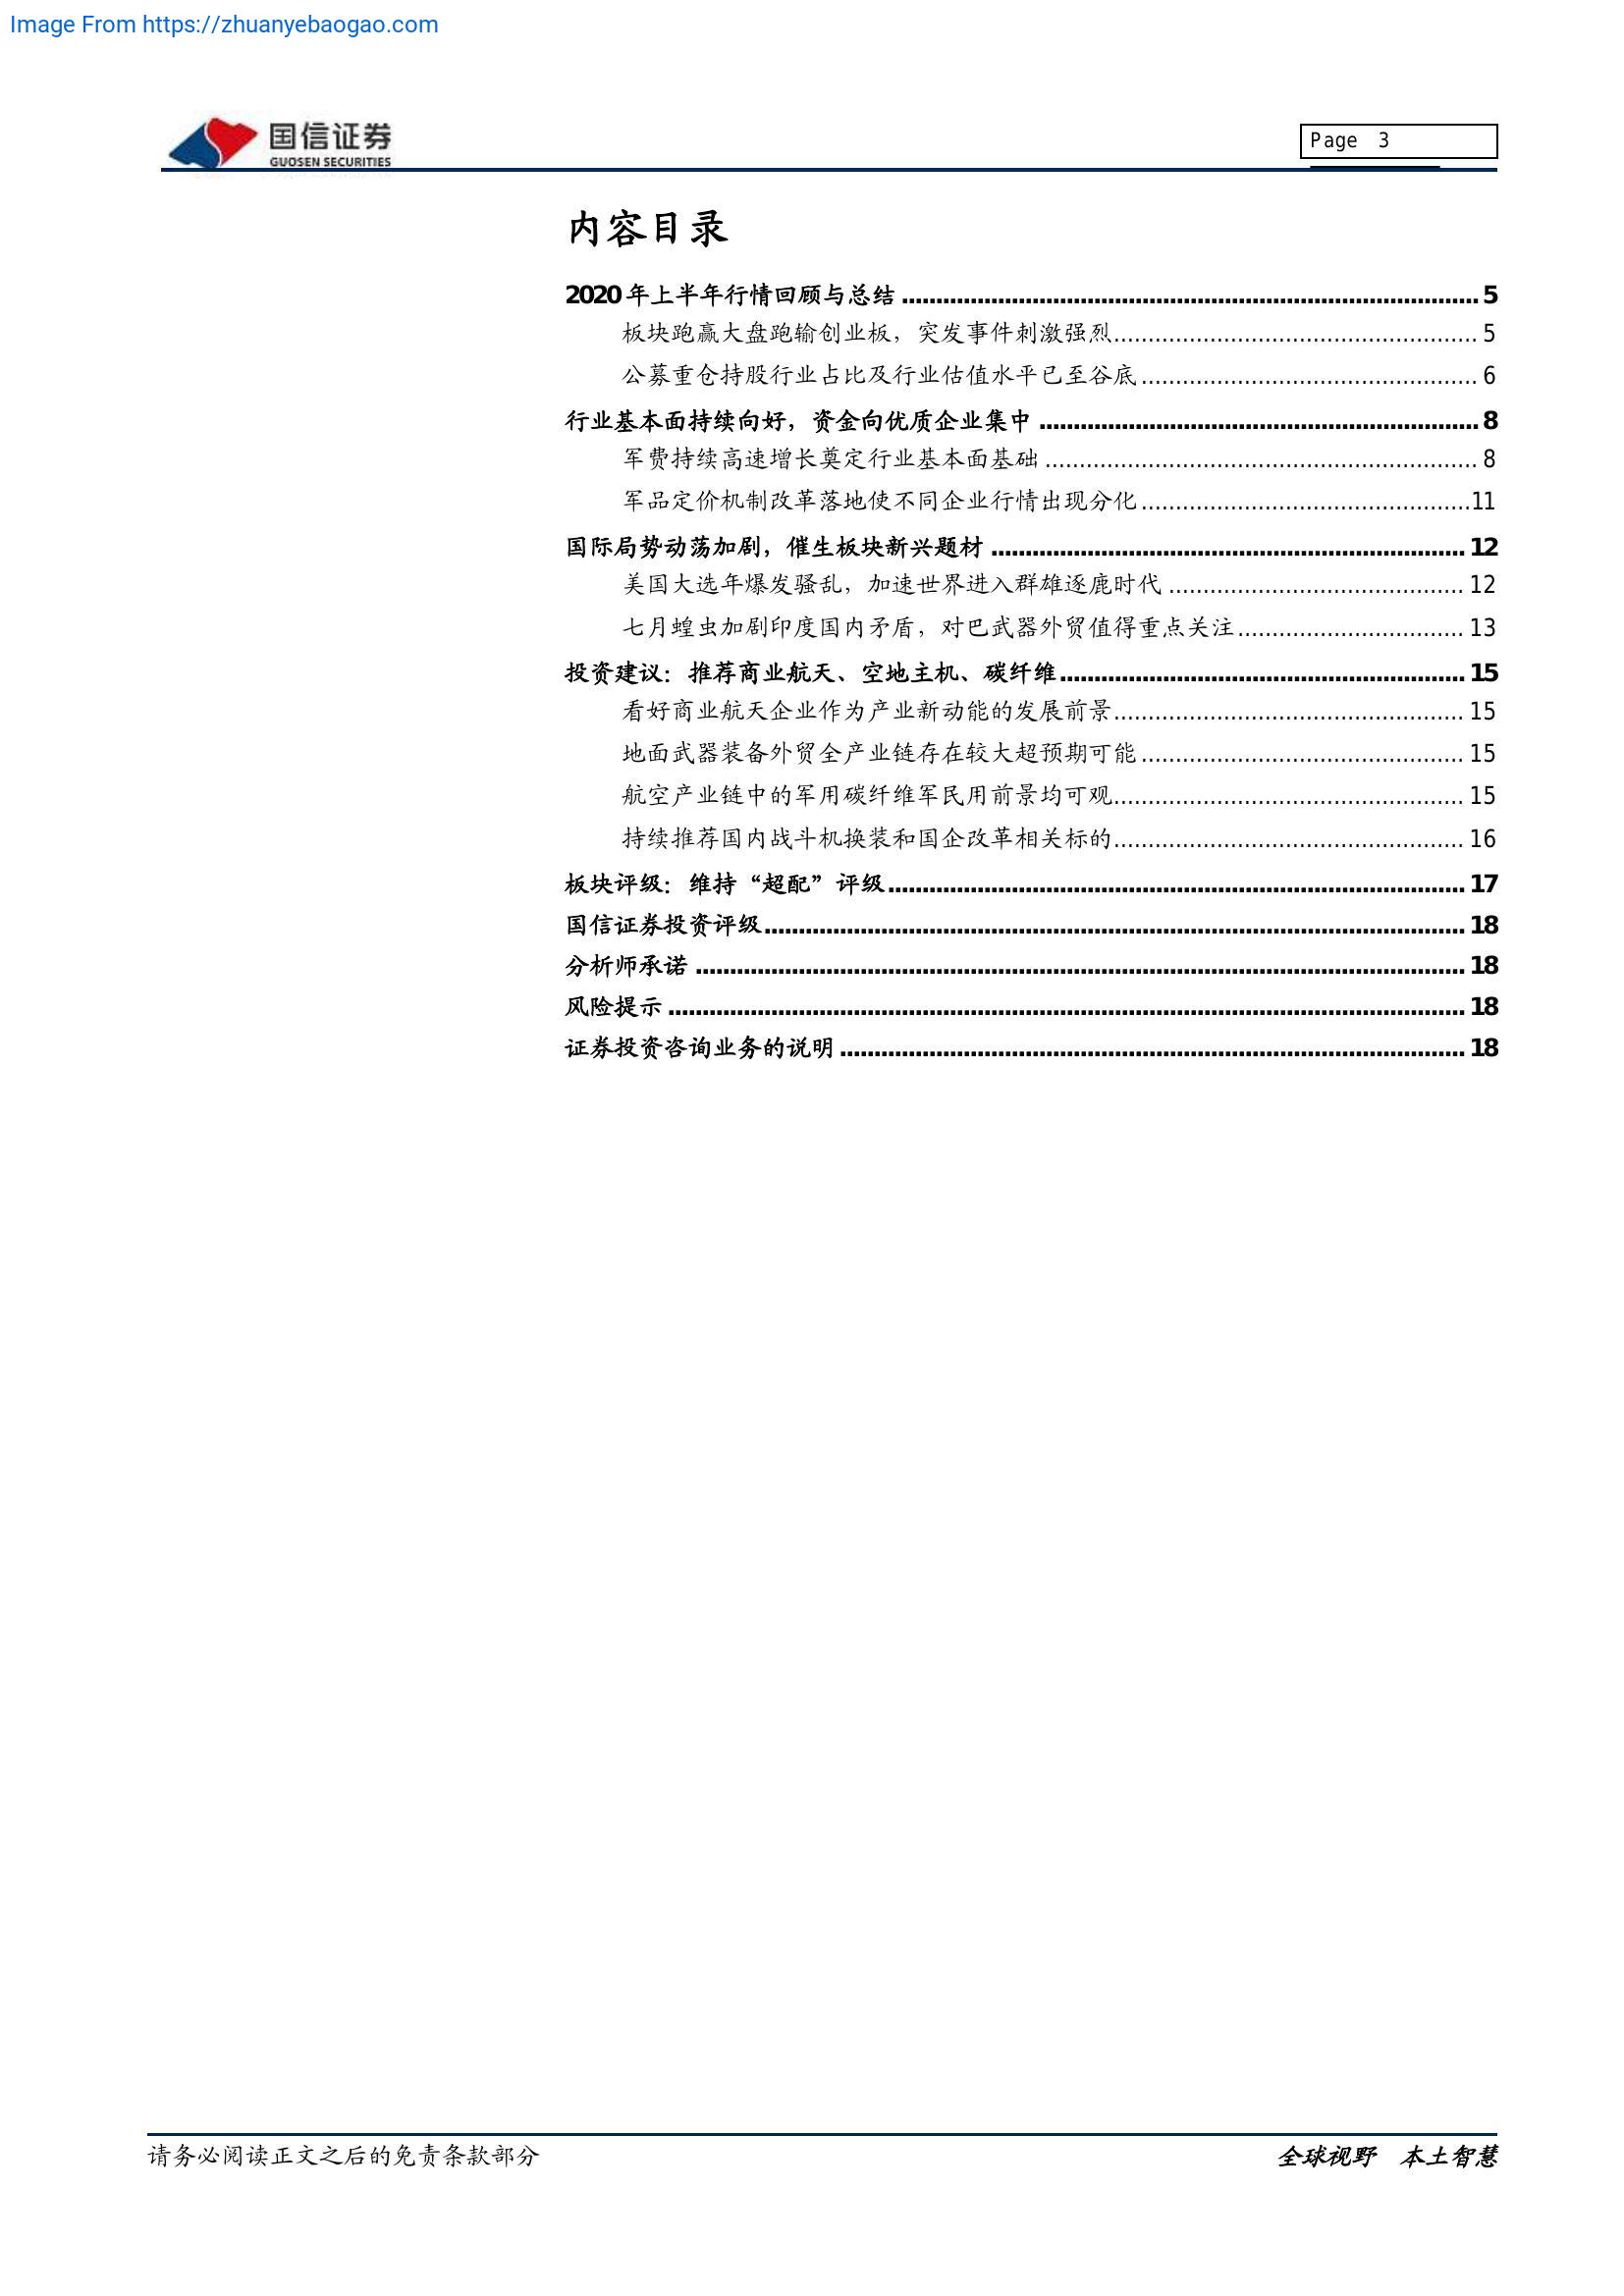 Image From https://zhuanyebaogao.com
国信证券
GUOSEN SECURITIES
Page 3
内容目录
2020 年上半年行情回顾与总结 ........ 5
板块跑赢大盘跑输创业板，突发事件刺激强烈 ........ 5
公募重仓持股行业占比及行业估值水平已至谷底 ........ 6
行业基本面持续向好，资金向优质企业集中 ........ 8
军费持续高速增长奠定行业基本面基础 ........ 8
军品定价机制改革落地使不同企业行情出现分化 ........ 11
国际局势动荡加剧，催生板块新兴题材 ........ 12
美国大选年爆发骚乱，加速世界进入群雄逐鹿时代 ........ 12
七月蝗虫加剧印度国内矛盾，对巴武器外贸值得重点关注 ........ 13
投资建议：推荐商业航天、空地主机、碳纤维 ........ 15
看好商业航天企业作为产业新动能的发展前景 ........ 15
地面武器装备外贸全产业链存在较大超预期可能 ........ 15
航空产业链中的军用碳纤维军民用前景均可观 ........ 15
持续推荐国内战斗机换装和国企改革相关标的 ........ 16
板块评级：维持“超配”评级 ........ 17
国信证券投资评级 ........ 18
分析师承诺 ........ 18
风险提示 ........ 18
证券投资咨询业务的说明 ........ 18
请务必阅读正文之后的免责条款部分
全球视野 本土智慧